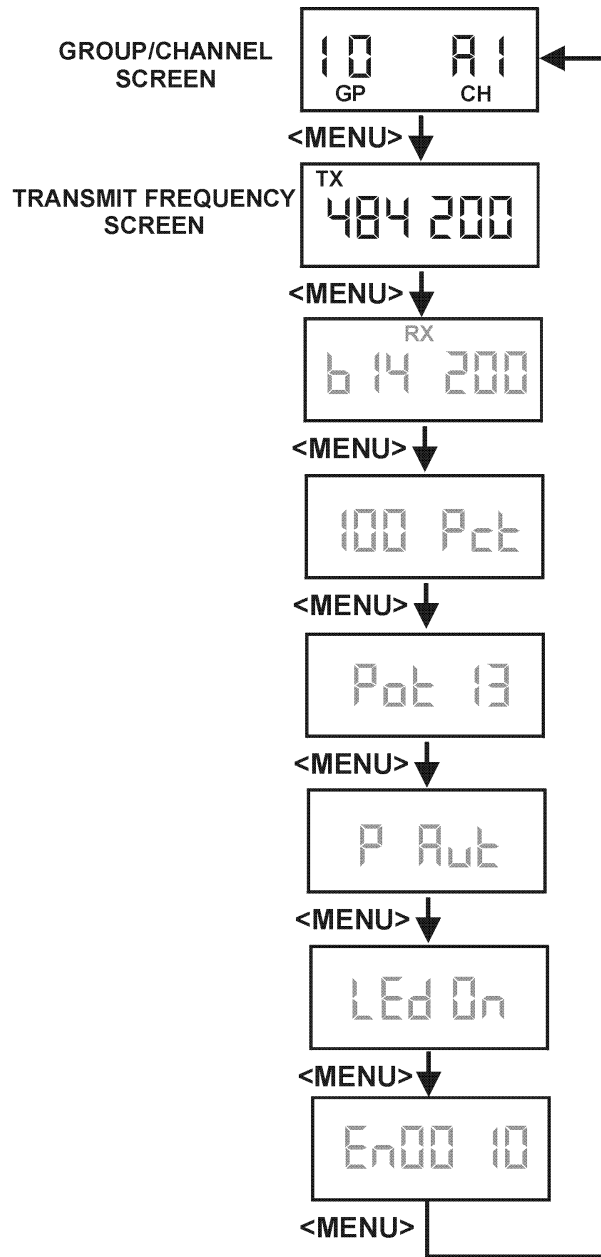 GROUP/CHANNEL
SCREEN
10 A1
GP CH
<MENU>
TRANSMIT FREQUENCY
SCREEN
TX
484 200
<MENU>
RX
b14 200
<MENU>
100 Pct
<MENU>
Pot 13
<MENU>
P Aut
<MENU>
LEd On
<MENU>
En00 10
<MENU>